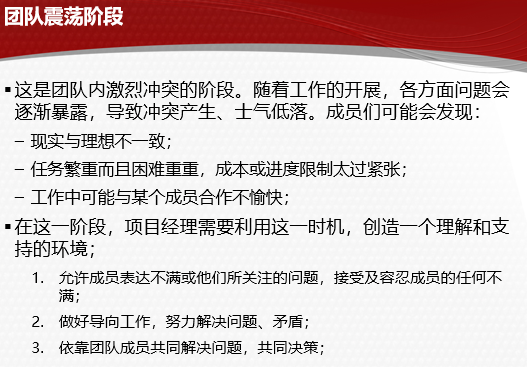 团队震荡阶段
▪这是团队内激烈冲突的阶段。随着工作的开展，各方面问题会
逐渐暴露，导致冲突产生、士气低落。成员们可能会发现：
– 现实与理想不一致；
– 任务繁重而且困难重重，成本或进度限制太过紧张；
– 工作中可能与某个成员合作不愉快；
▪在这一阶段，项目经理需要利用这一时机，创造一个理解和支
持的环境；
1. 允许成员表达不满或他们所关注的问题，接受及容忍成员的任何不
满；
2. 做好导向工作，努力解决问题、矛盾；
3. 依靠团队成员共同解决问题，共同决策；